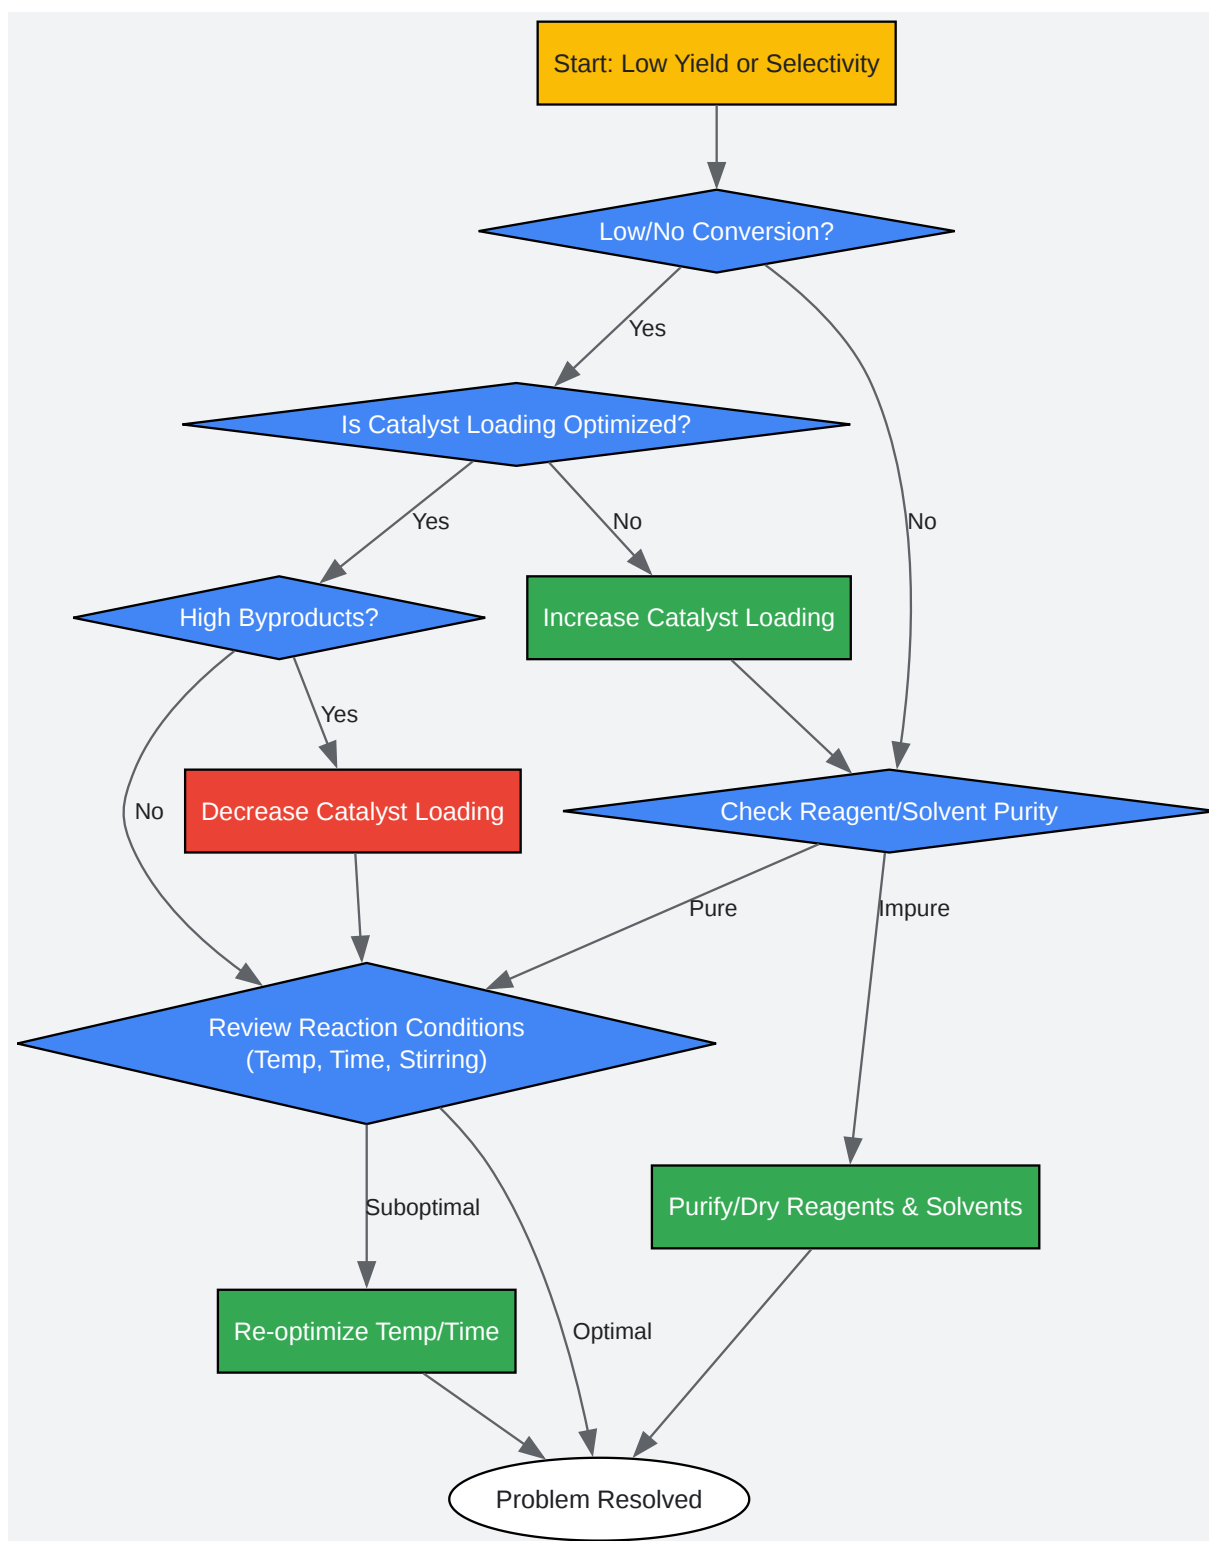 Start: Low Yield or Selectivity
Low/No Conversion?
Yes
Is Catalyst Loading Optimized?
Yes
No
No
High Byproducts?
Increase Catalyst Loading
Yes
No
Decrease Catalyst Loading
Check Reagent/Solvent Purity
Pure
Impure
Review Reaction Conditions
(Temp, Time, Stirring)
Suboptimal
Purify/Dry Reagents & Solvents
Re-optimize Temp/Time
Optimal
Problem Resolved